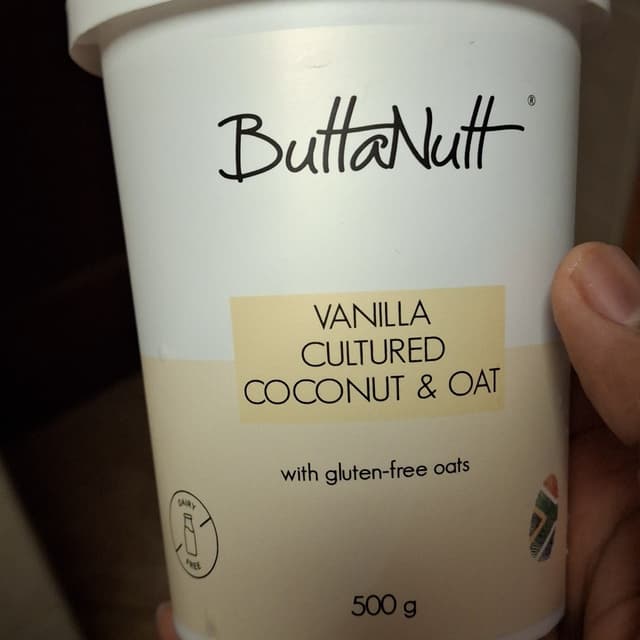 ButtaNutt®
VANILLA
CULTURED
COCONUT & OAT
with gluten-free oats
DAIRY
FREE
500 g